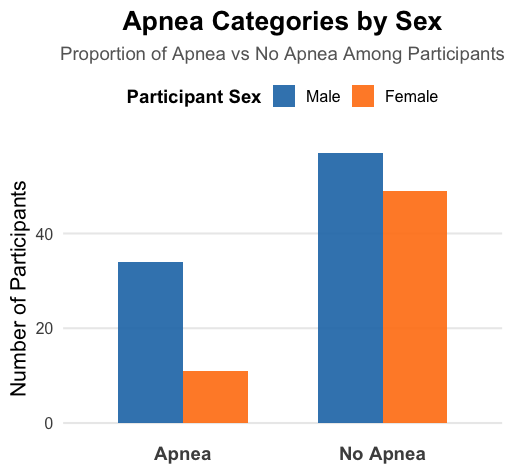 Apnea Categories by Sex
Proportion of Apnea vs No Apnea Among Participants
Participant Sex Male Female
Number of Participants
40
20
0
Apnea No Apnea